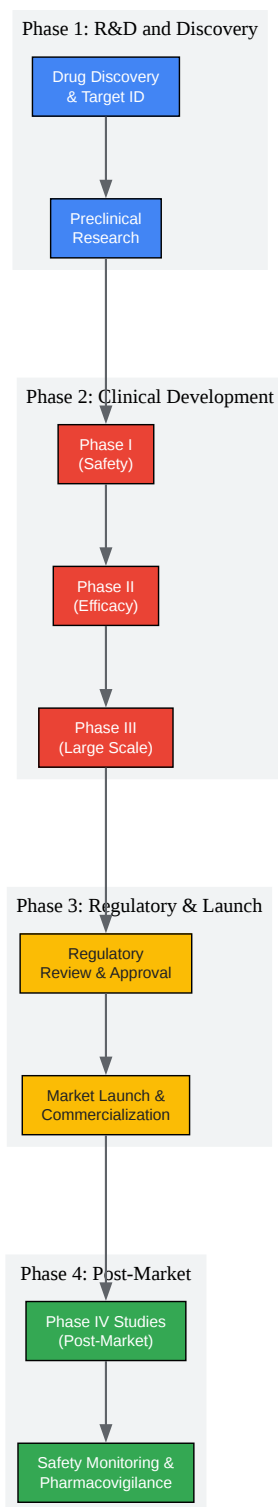 Phase 1: R&D and Discovery
Drug Discovery
& Target ID
Preclinical
Research
Phase 2: Clinical Development
Phase I
(Safety)
Phase II
(Efficacy)
Phase III
(Large Scale)
Phase 3: Regulatory & Launch
Regulatory
Review & Approval
Market Launch &
Commercialization
Phase 4: Post-Market
Phase IV Studies
(Post-Market)
Safety Monitoring &
Pharmacovigilance